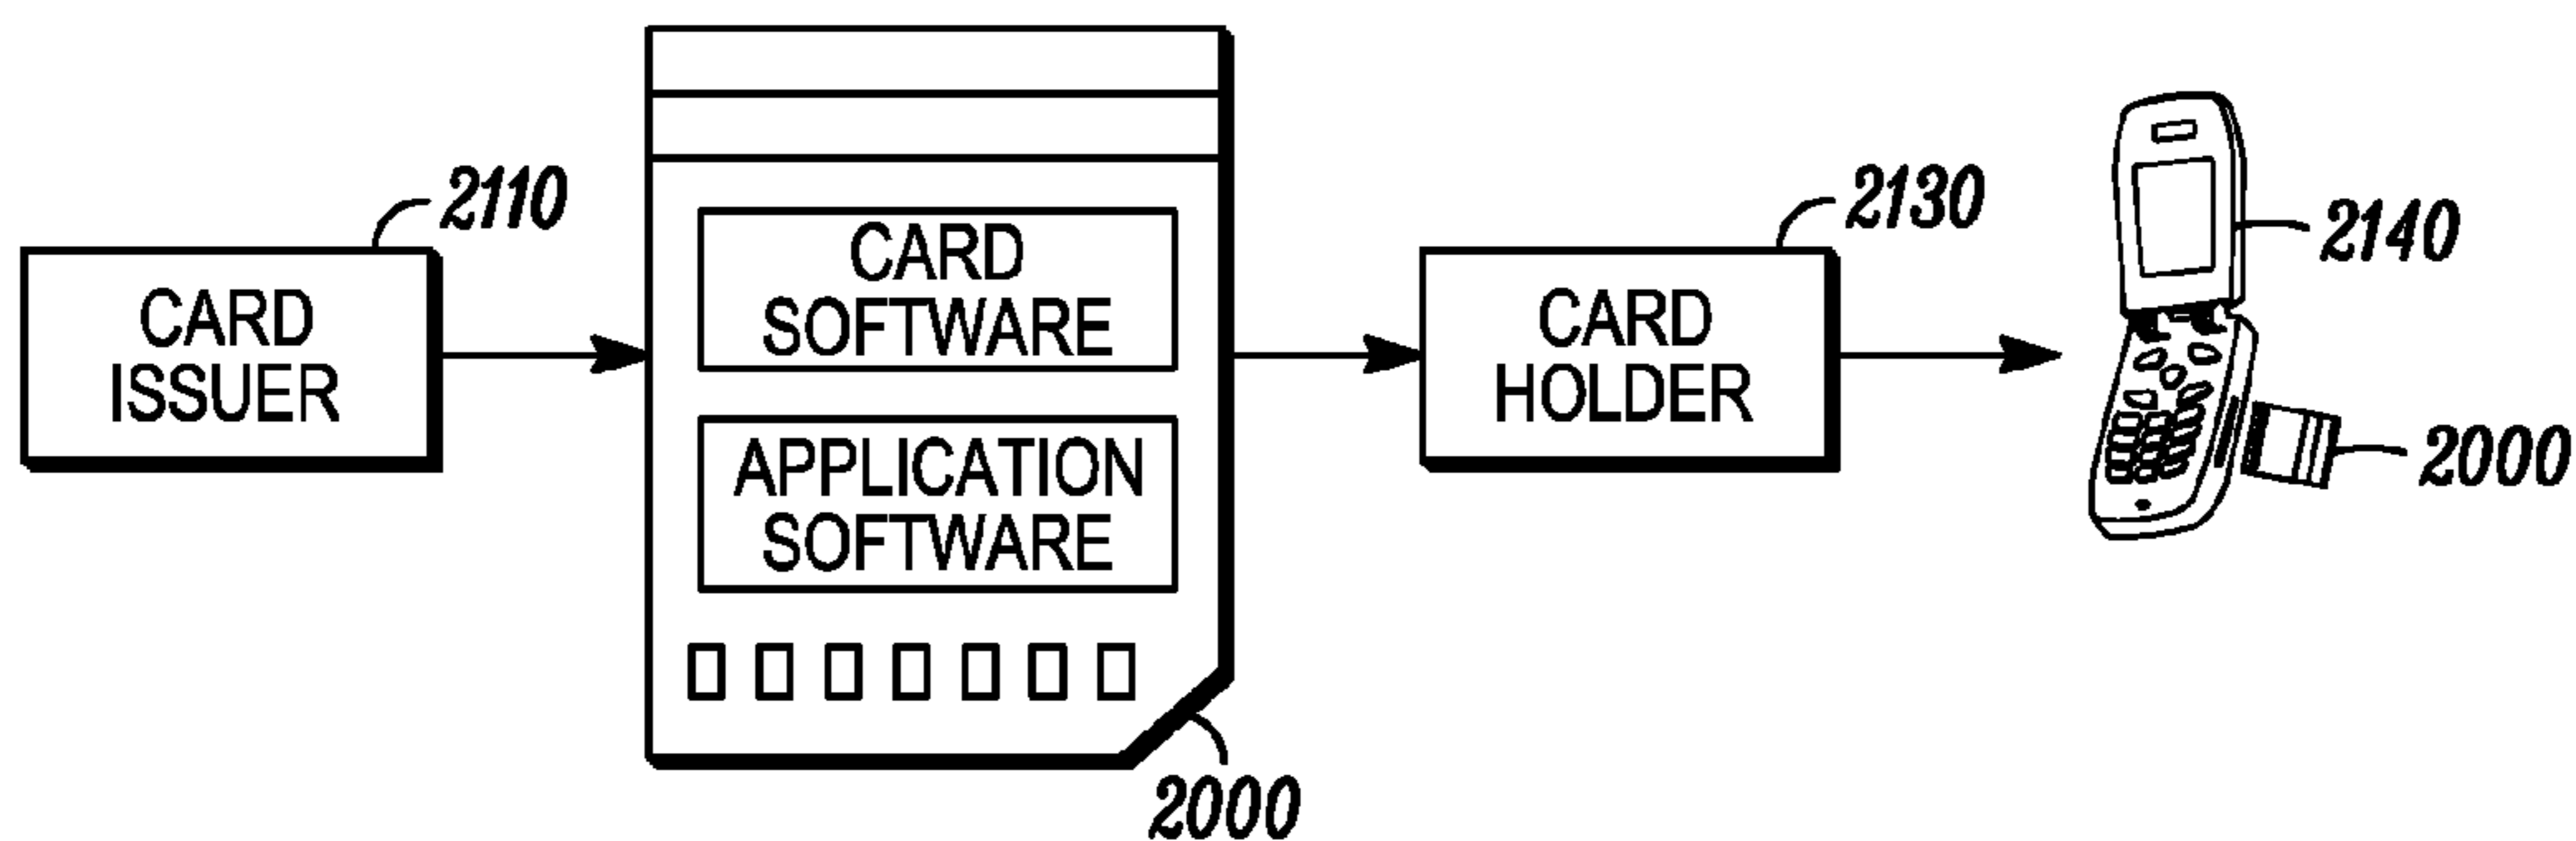 2110
CARD
ISSUER
CARD
SOFTWARE
APPLICATION
SOFTWARE
2000
2130
CARD
HOLDER
2140
2000